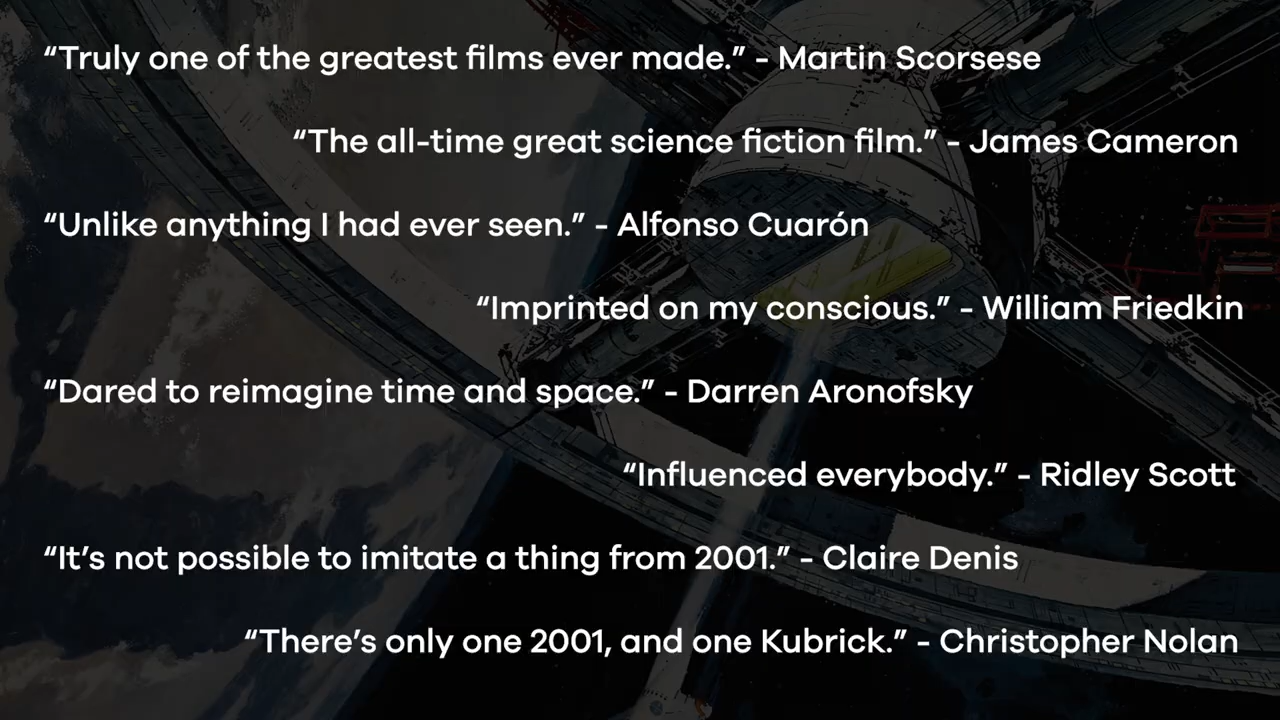 “Truly one of the greatest films ever made.” - Martin Scorsese
“The all-time great science fiction film.” - James Cameron
“Unlike anything I had ever seen.” - Alfonso Cuarón
“Imprinted on my conscious.” - William Friedkin
“Dared to reimagine time and space.” - Darren Aronofsky
“Influenced everybody.” - Ridley Scott
“It’s not possible to imitate a thing from 2001.” - Claire Denis
“There’s only one 2001, and one Kubrick.” - Christopher Nolan